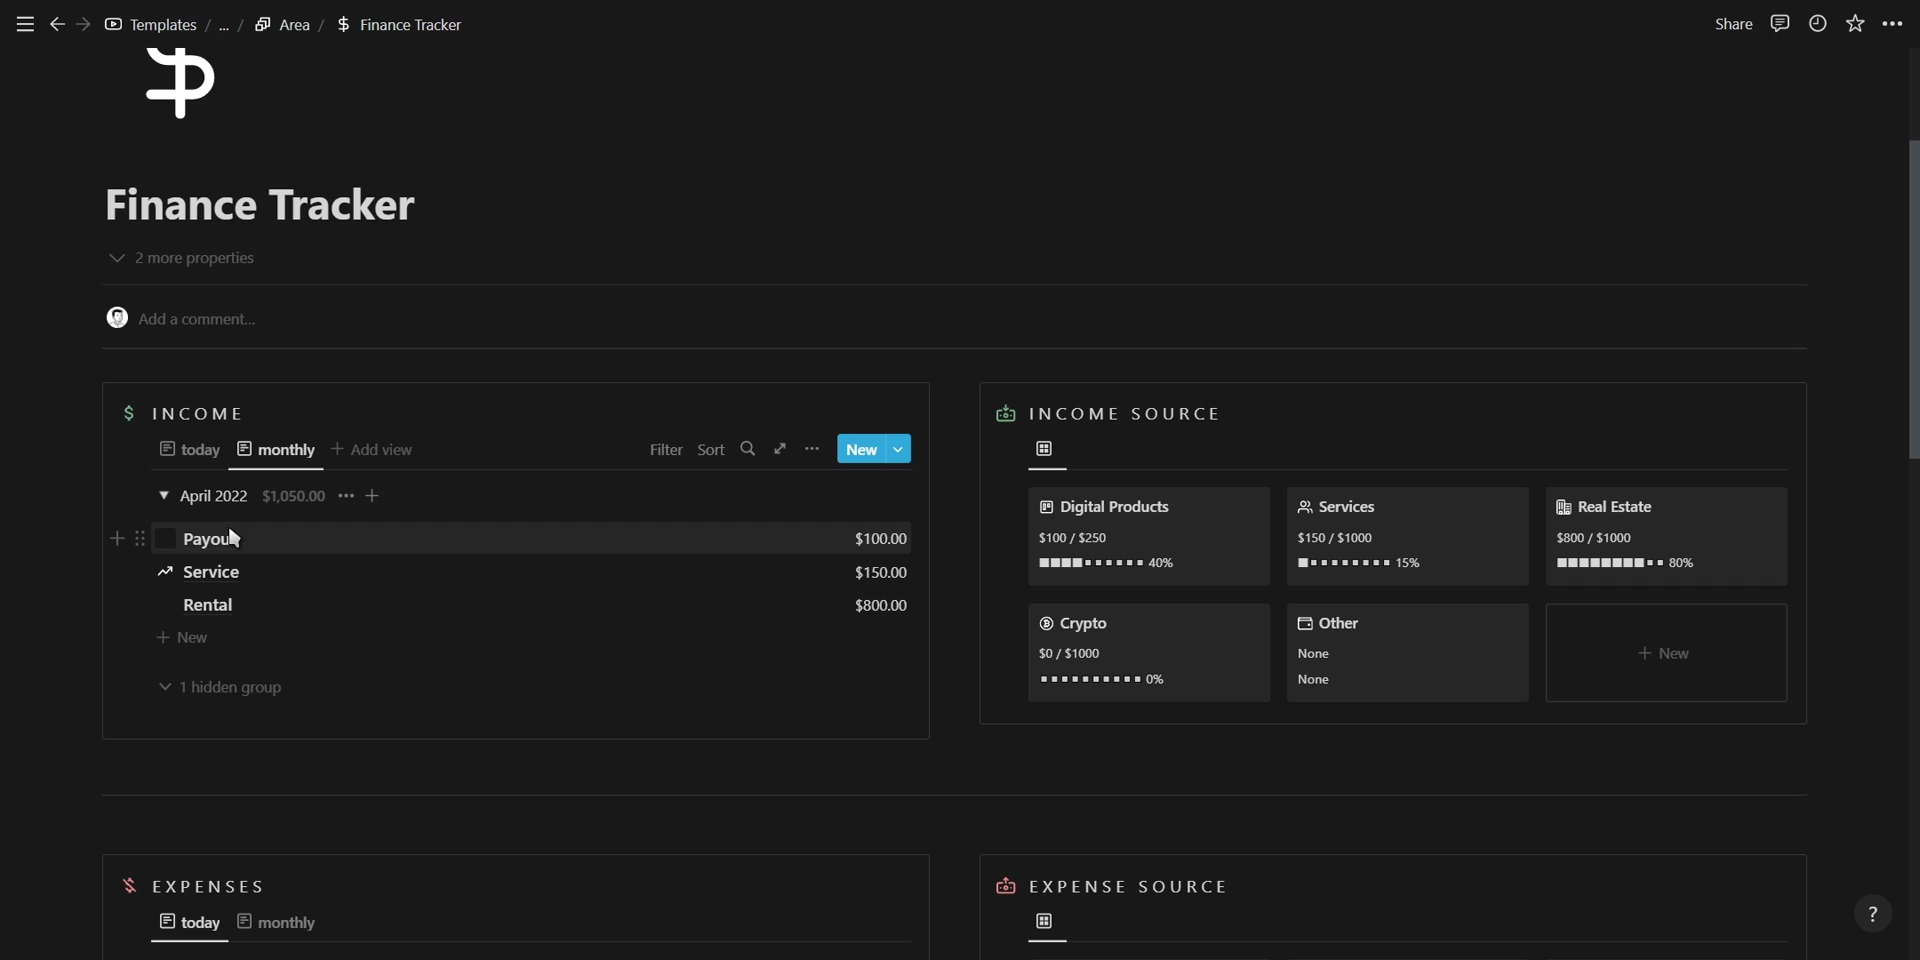 Templates / ... / Area / Finance Tracker
Share
Finance Tracker
2 more properties
Add a comment...
INCOME
today monthly + Add view Filter Sort New
April 2022 $1,050.00
Payou $100.00
Service $150.00
Rental $800.00
+ New
1 hidden group
INCOME SOURCE
Digital Products
$100 / $250
40%
Services
$150 / $1000
15%
Real Estate
$800 / $1000
80%
Crypto
$0 / $1000
0%
Other
None
None
+ New
EXPENSES
today monthly
EXPENSE SOURCE
?